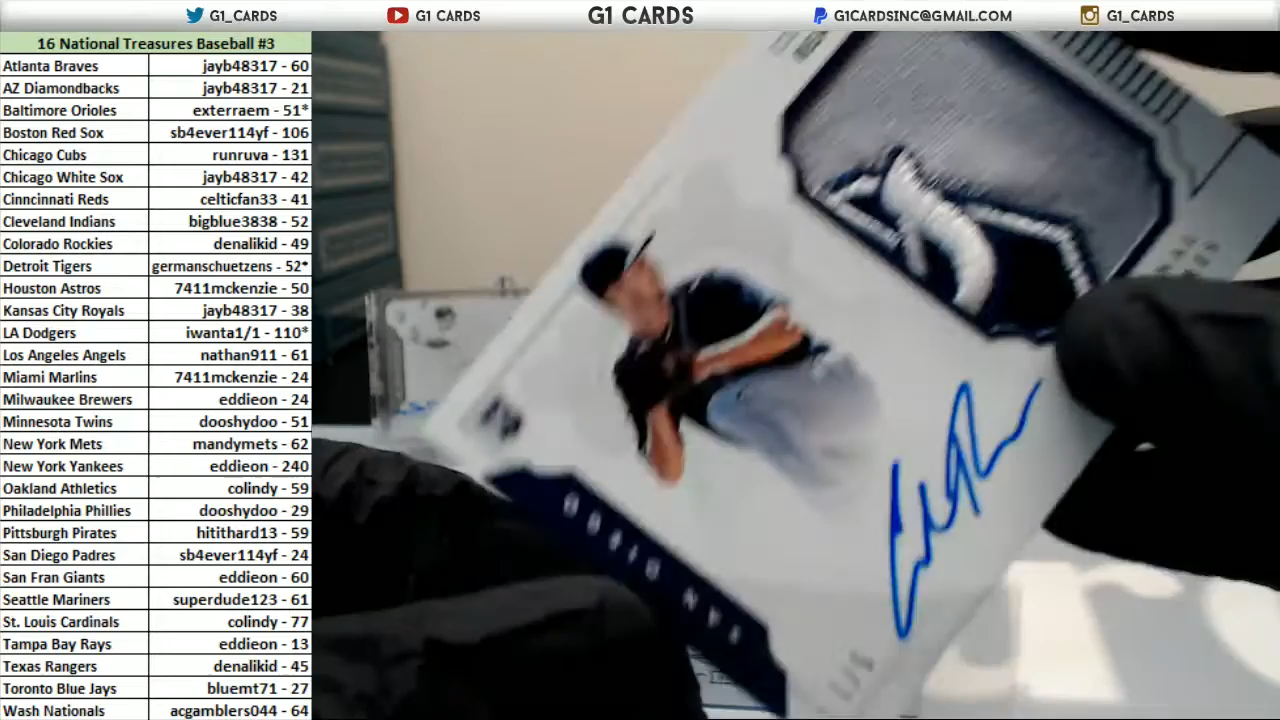 G1_CARDS G1 CARDS G1 CARDS G1CARDSINC@GMAIL.COM G1_CARDS
16 National Treasures Baseball #3
Atlanta Braves jayb48317 - 60
AZ Diamondbacks jayb48317 - 21
Baltimore Orioles exterraem - 51*
Boston Red Sox sb4ever114yf - 106
Chicago Cubs runruva - 131
Chicago White Sox jayb48317 - 42
Cinncinnati Reds celticfan33 - 41
Cleveland Indians bigblue3838 - 52
Colorado Rockies denalikid - 49
Detroit Tigers germanschuetzens - 52*
Houston Astros 7411mckenzie - 50
Kansas City Royals jayb48317 - 38
LA Dodgers iwanta1/1 - 110*
Los Angeles Angels nathan911 - 61
Miami Marlins 7411mckenzie - 24
Milwaukee Brewers eddieon - 24
Minnesota Twins dooshydoo - 51
New York Mets mandymets - 62
New York Yankees eddieon - 240
Oakland Athletics colindy - 59
Philadelphia Phillies dooshydoo - 29
Pittsburgh Pirates hitithard13 - 59
San Diego Padres sb4ever114yf - 24
San Fran Giants eddieon - 60
Seattle Mariners superdude123 - 61
St. Louis Cardinals colindy - 77
Tampa Bay Rays eddieon - 13
Texas Rangers denalikid - 45
Toronto Blue Jays bluemt71 - 27
Wash Nationals acgamblers044 - 64